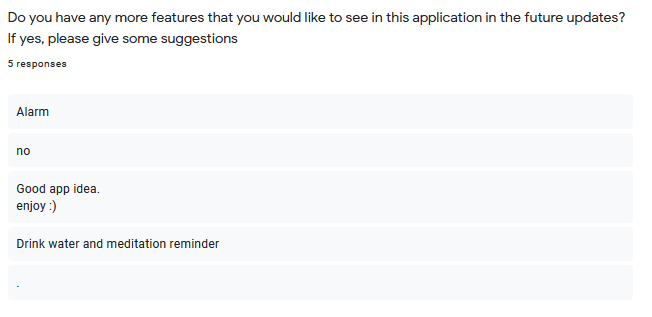 Do you have any more features that you would like to see in this application in the future updates?
If yes, please give some suggestions
5 responses
Alarm
no
Good app idea.
enjoy :)
Drink water and meditation reminder
.